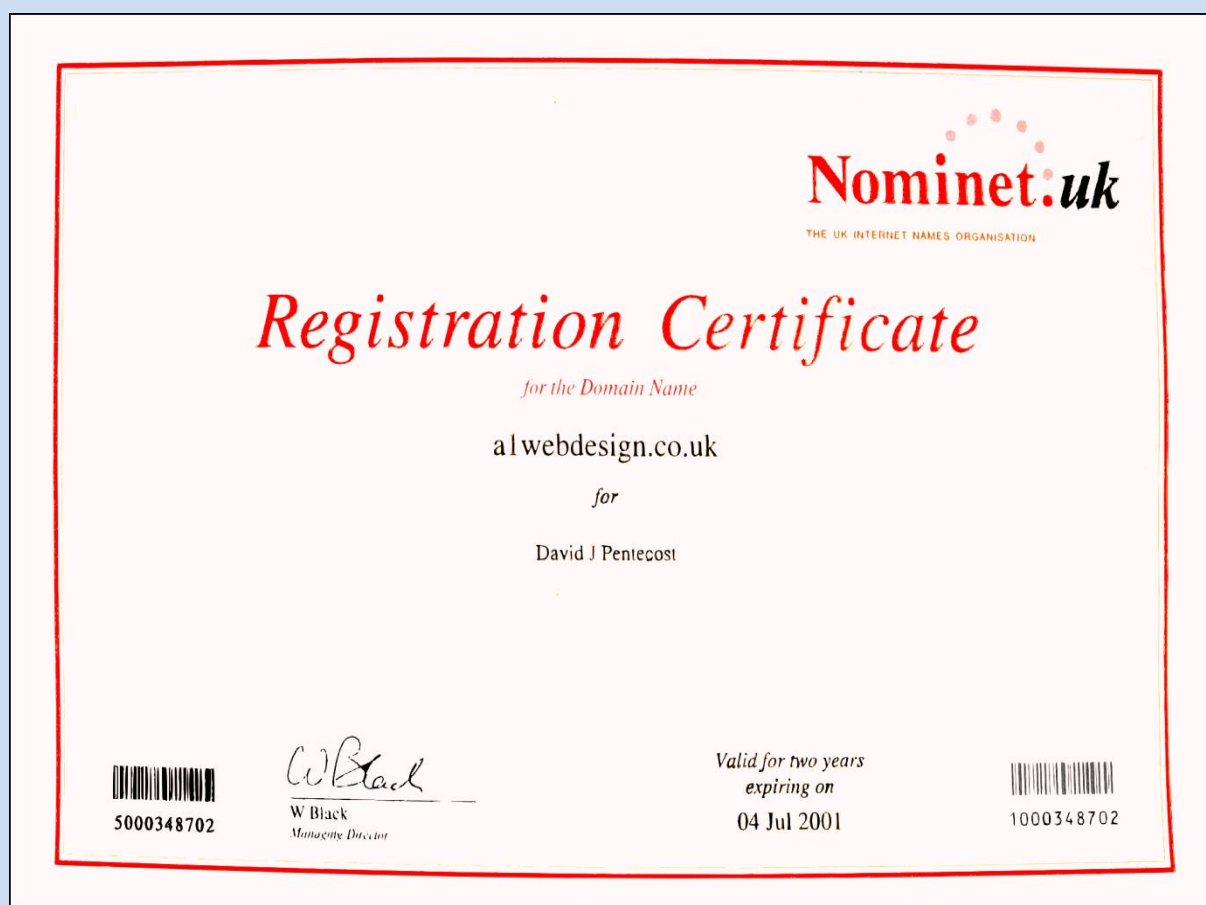 Nominet.uk
THE UK INTERNET NAMES ORGANISATION
Registration Certificate
for the Domain Name
a1webdesign.co.uk
for
David J Pentecost
W Black
W Black
Managing Director
5000348702
Valid for two years
expiring on
04 Jul 2001
1000348702